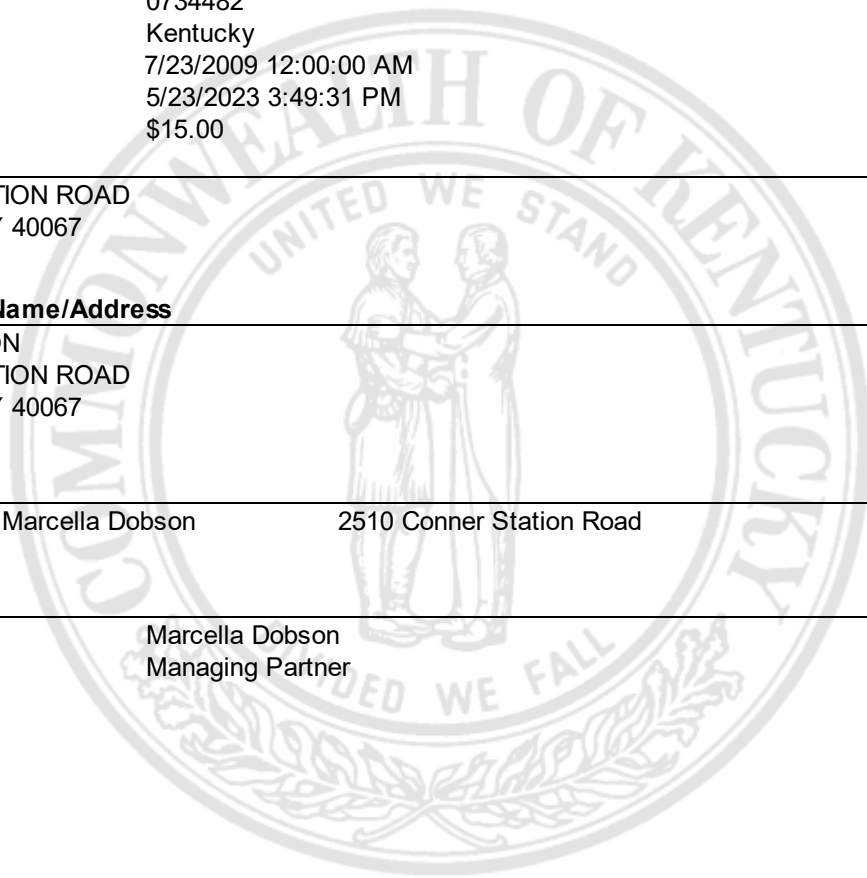 0734482
Kentucky
7/23/2009 12:00:00 AM
5/23/2023 3:49:31 PM
$15.00
TION ROAD
Y 40067
Name/Address
ON
TION ROAD
Y 40067
Marcella Dobson 2510 Conner Station Road
Marcella Dobson
Managing Partner
COMMONWEALTH OF KENTUCKY
UNITED WE STAND
DIVIDED WE FALL